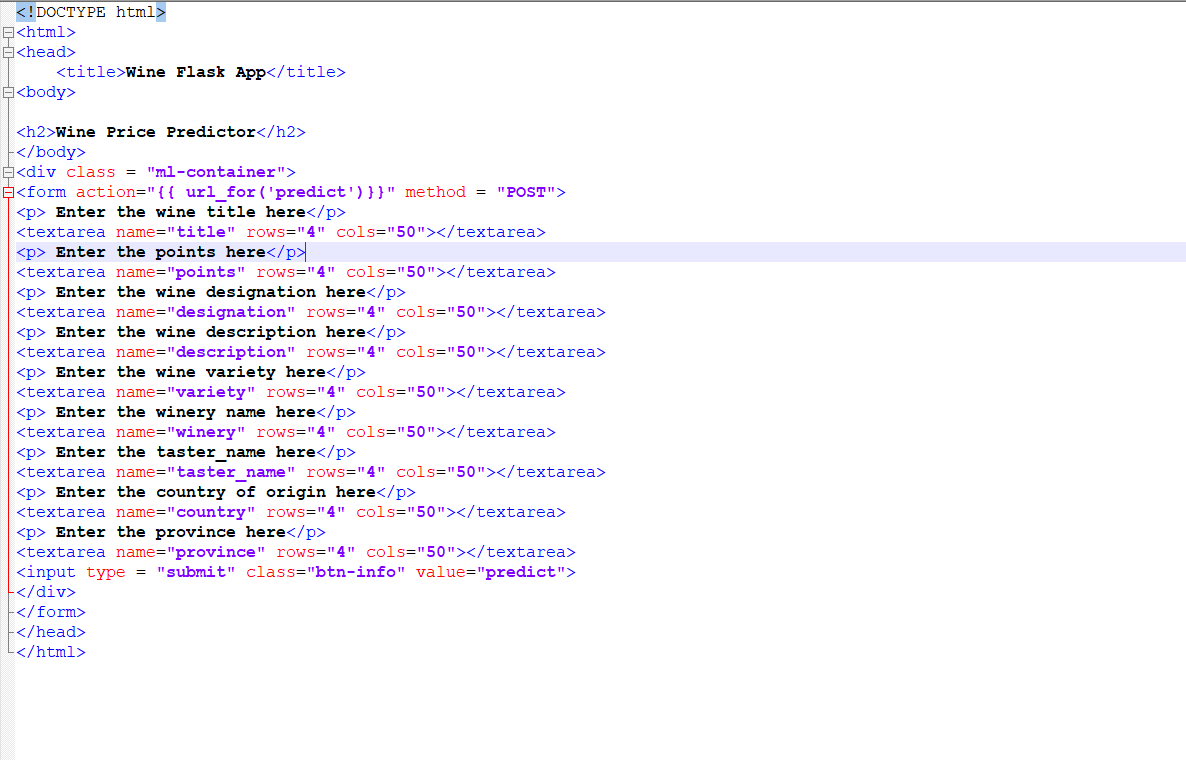 <!DOCTYPE html>
<html>
<head>
    <title>Wine Flask App</title>
<body>

<h2>Wine Price Predictor</h2>
</body>
<div class = "ml-container">
<form action="{{ url_for('predict')}}" method = "POST">
<p> Enter the wine title here</p>
<textarea name="title" rows="4" cols="50"></textarea>
<p> Enter the points here</p>
<textarea name="points" rows="4" cols="50"></textarea>
<p> Enter the wine designation here</p>
<textarea name="designation" rows="4" cols="50"></textarea>
<p> Enter the wine description here</p>
<textarea name="description" rows="4" cols="50"></textarea>
<p> Enter the wine variety here</p>
<textarea name="variety" rows="4" cols="50"></textarea>
<p> Enter the winery name here</p>
<textarea name="winery" rows="4" cols="50"></textarea>
<p> Enter the taster_name here</p>
<textarea name="taster_name" rows="4" cols="50"></textarea>
<p> Enter the country of origin here</p>
<textarea name="country" rows="4" cols="50"></textarea>
<p> Enter the province here</p>
<textarea name="province" rows="4" cols="50"></textarea>
<input type = "submit" class="btn-info" value="predict">
</div>
</form>
</head>
</html>